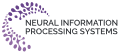 NEURAL INFORMATION
PROCESSING SYSTEMS